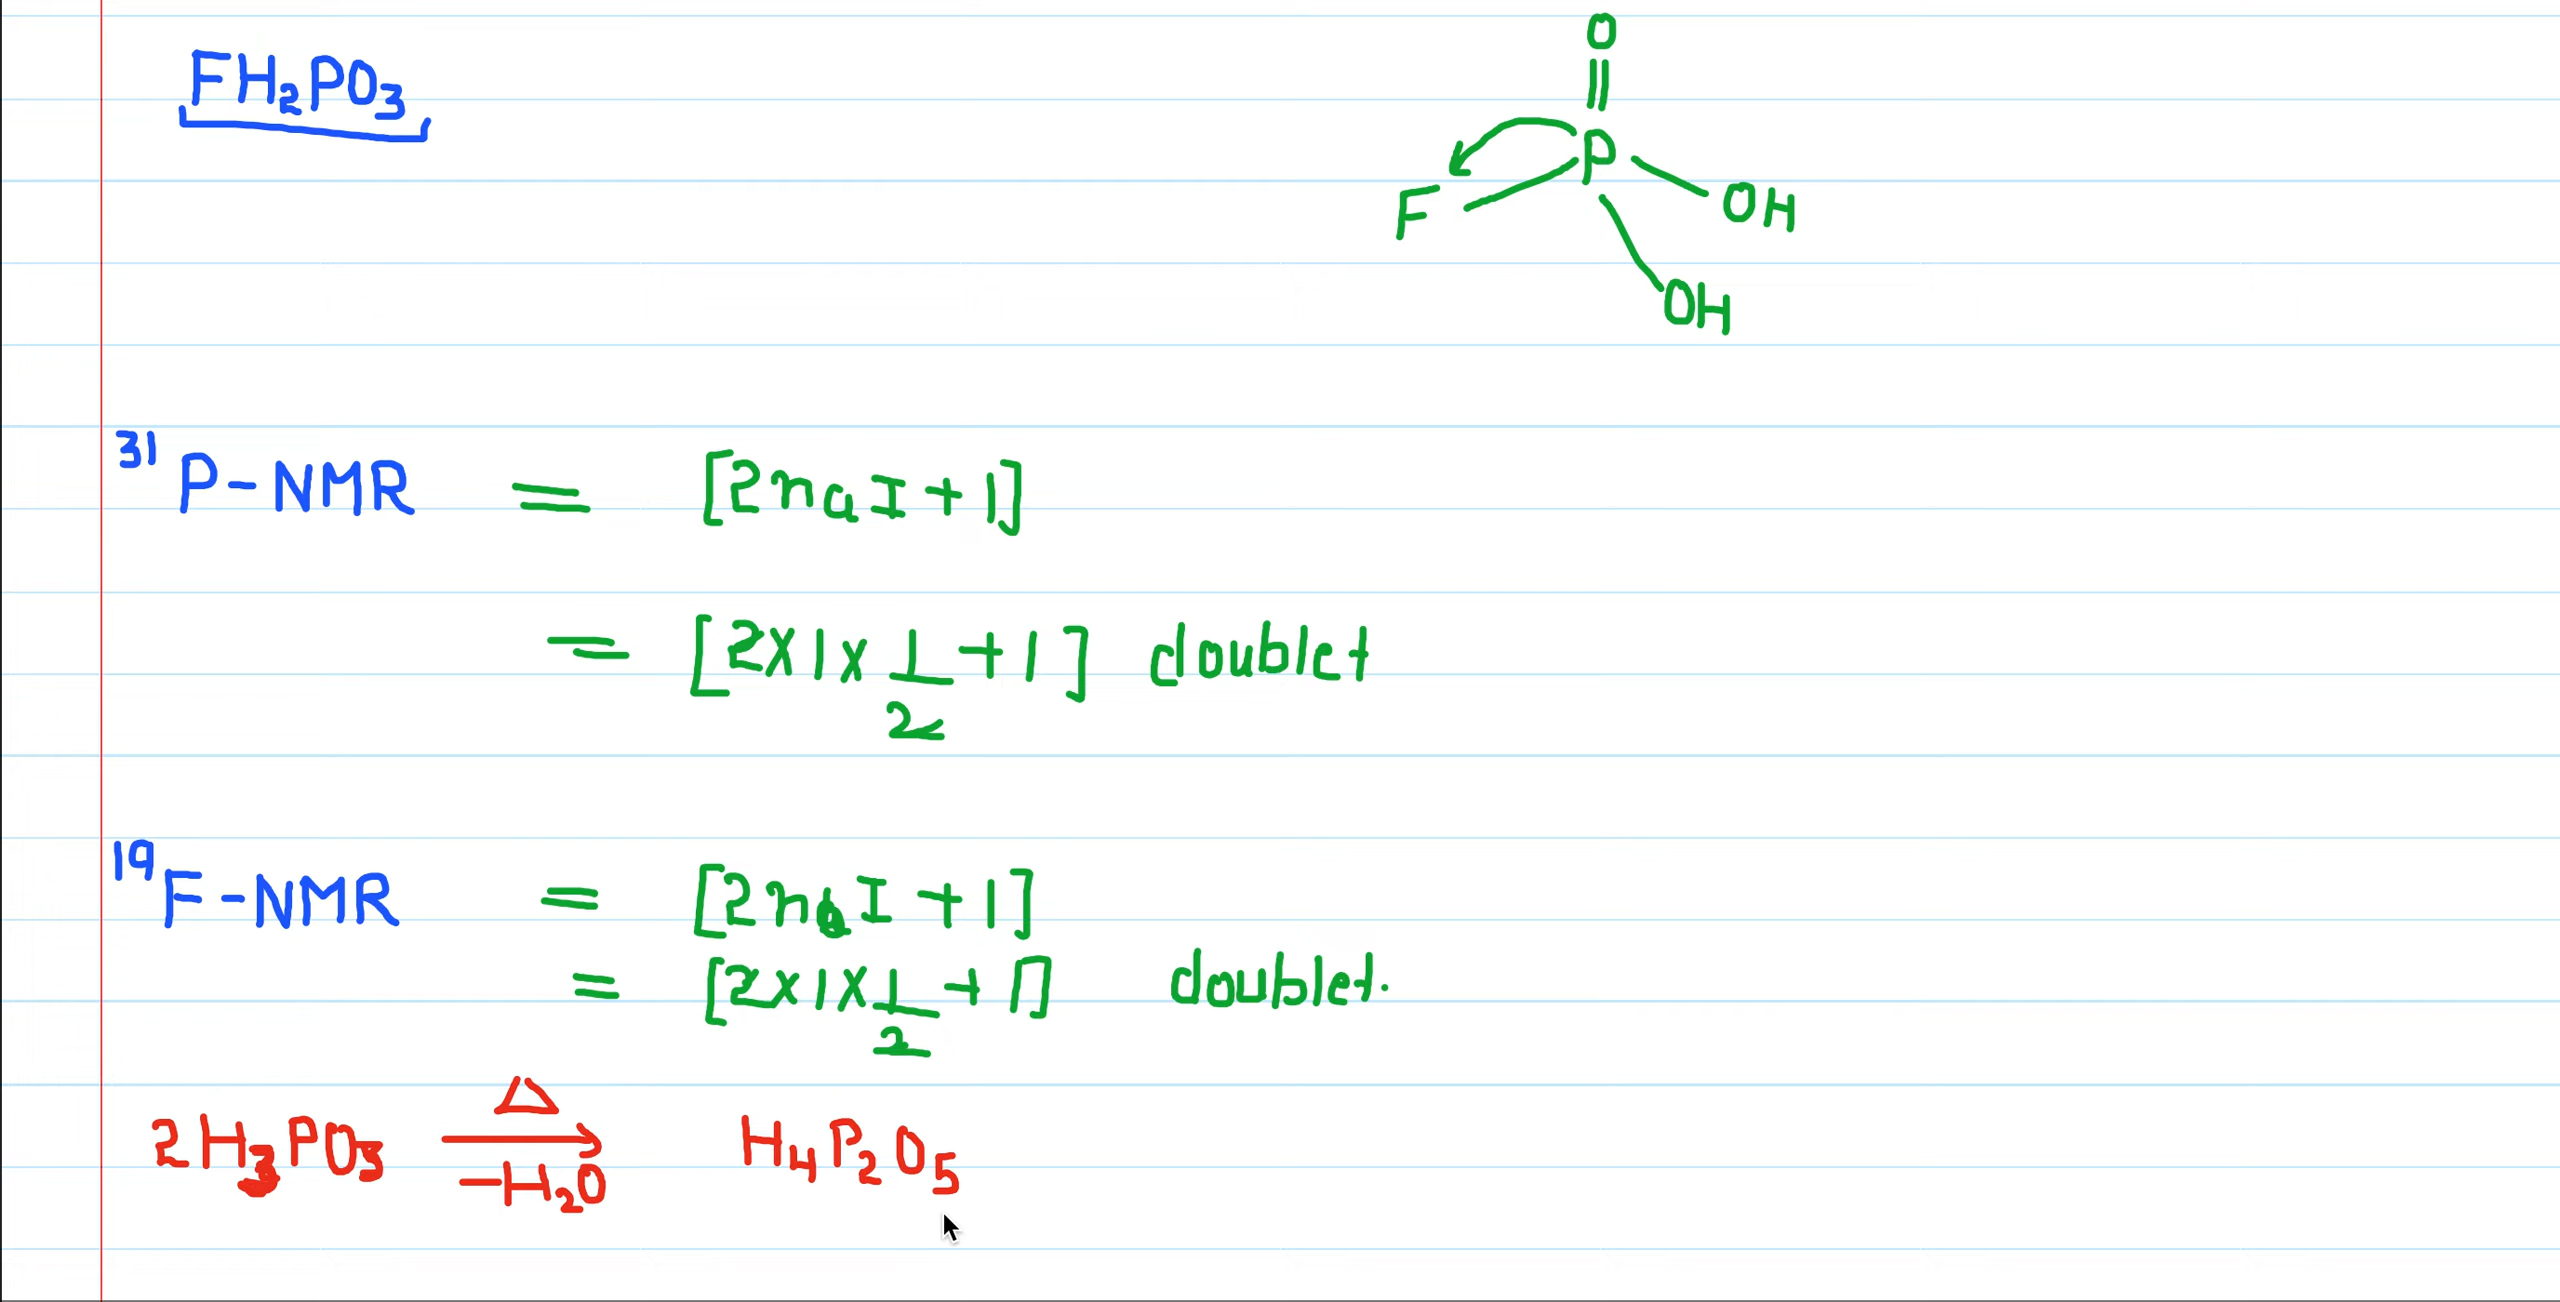 FH₂PO₃
O
P
F
OH
OH
³¹P-NMR = [2nₐI+1]
= [2×1×1/2+1] doublet
¹⁹F-NMR = [2n I+1]
= [2×1×1/2+1] doublet.
2H₃PO₃ Δ → -H₂O H₄P₂O₅